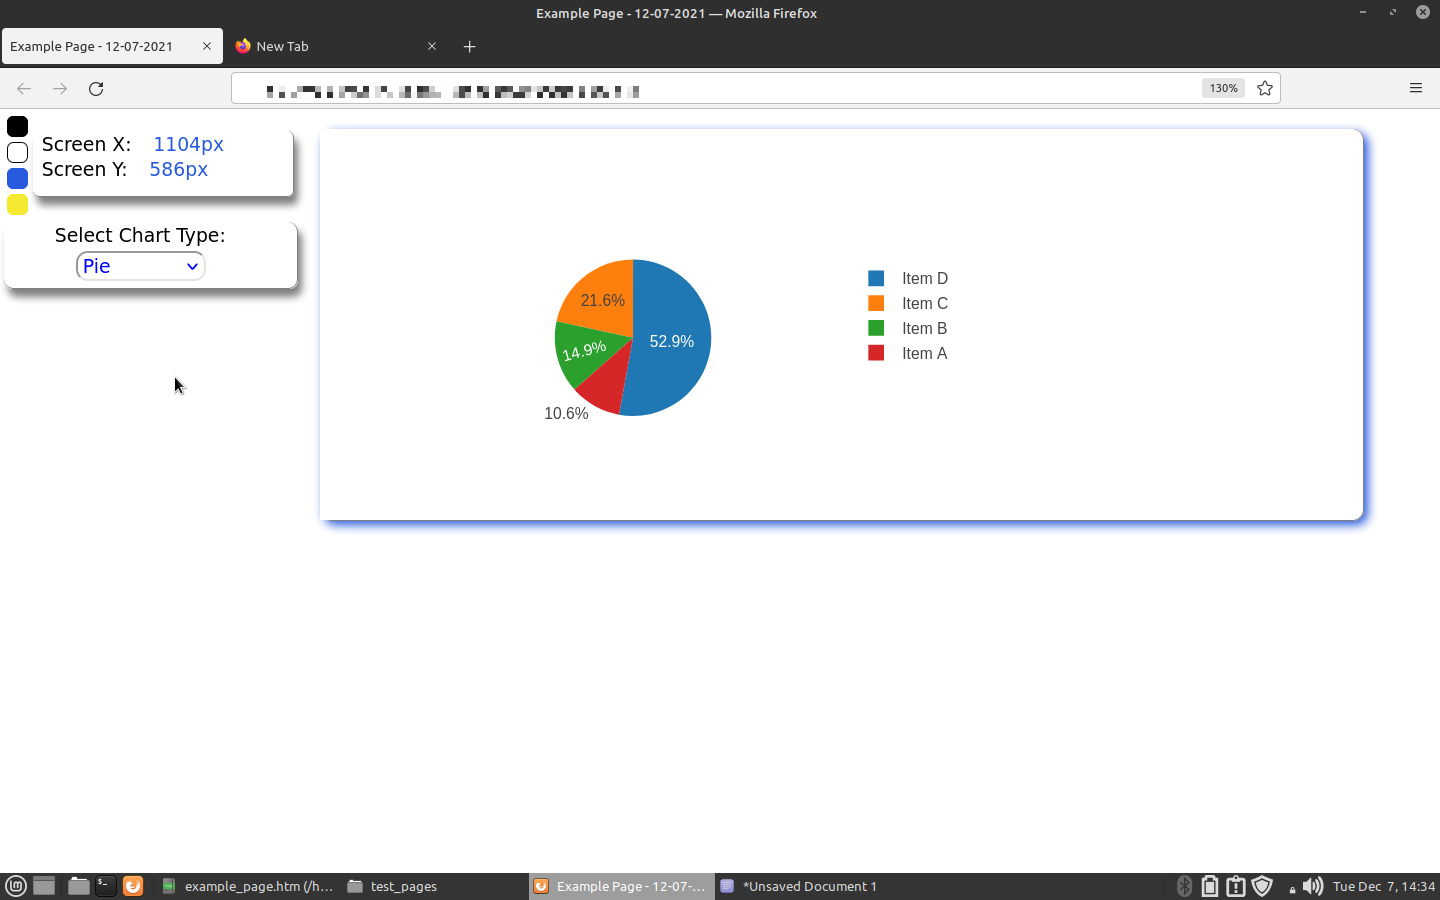 Example Page - 12-07-2021 — Mozilla Firefox
Example Page - 12-07-2021
New Tab
130%
Screen X: 1104px
Screen Y: 586px
Select Chart Type:
Pie
21.6%
52.9%
14.9%
10.6%
Item D
Item C
Item B
Item A
example_page.htm (/h...
test_pages
Example Page - 12-07-...
*Unsaved Document 1
Tue Dec 7, 14:34